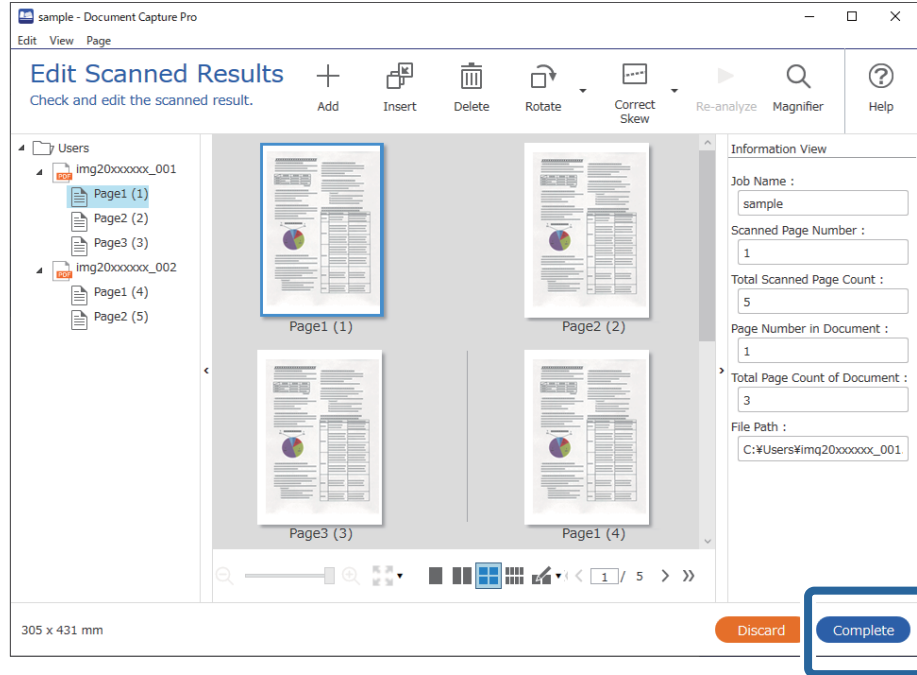 sample - Document Capture Pro
Edit View Page
Edit Scanned Results
Check and edit the scanned result.
Add
Insert
Delete
Rotate
Correct
Skew
Re-analyze
Magnifier
Help
Users
PDF
img20xxxxxx_001
Page1 (1)
Page2 (2)
Page3 (3)
PDF
img20xxxxxx_002
Page1 (4)
Page2 (5)
Page1 (1)
Page2 (2)
Page3 (3)
Page1 (4)
1 / 5
Information View
Job Name :
sample
Scanned Page Number :
1
Total Scanned Page Count :
5
Page Number in Document :
1
Total Page Count of Document :
3
File Path :
C:¥Users¥img20xxxxxx_001.
305 x 431 mm
Discard
Complete